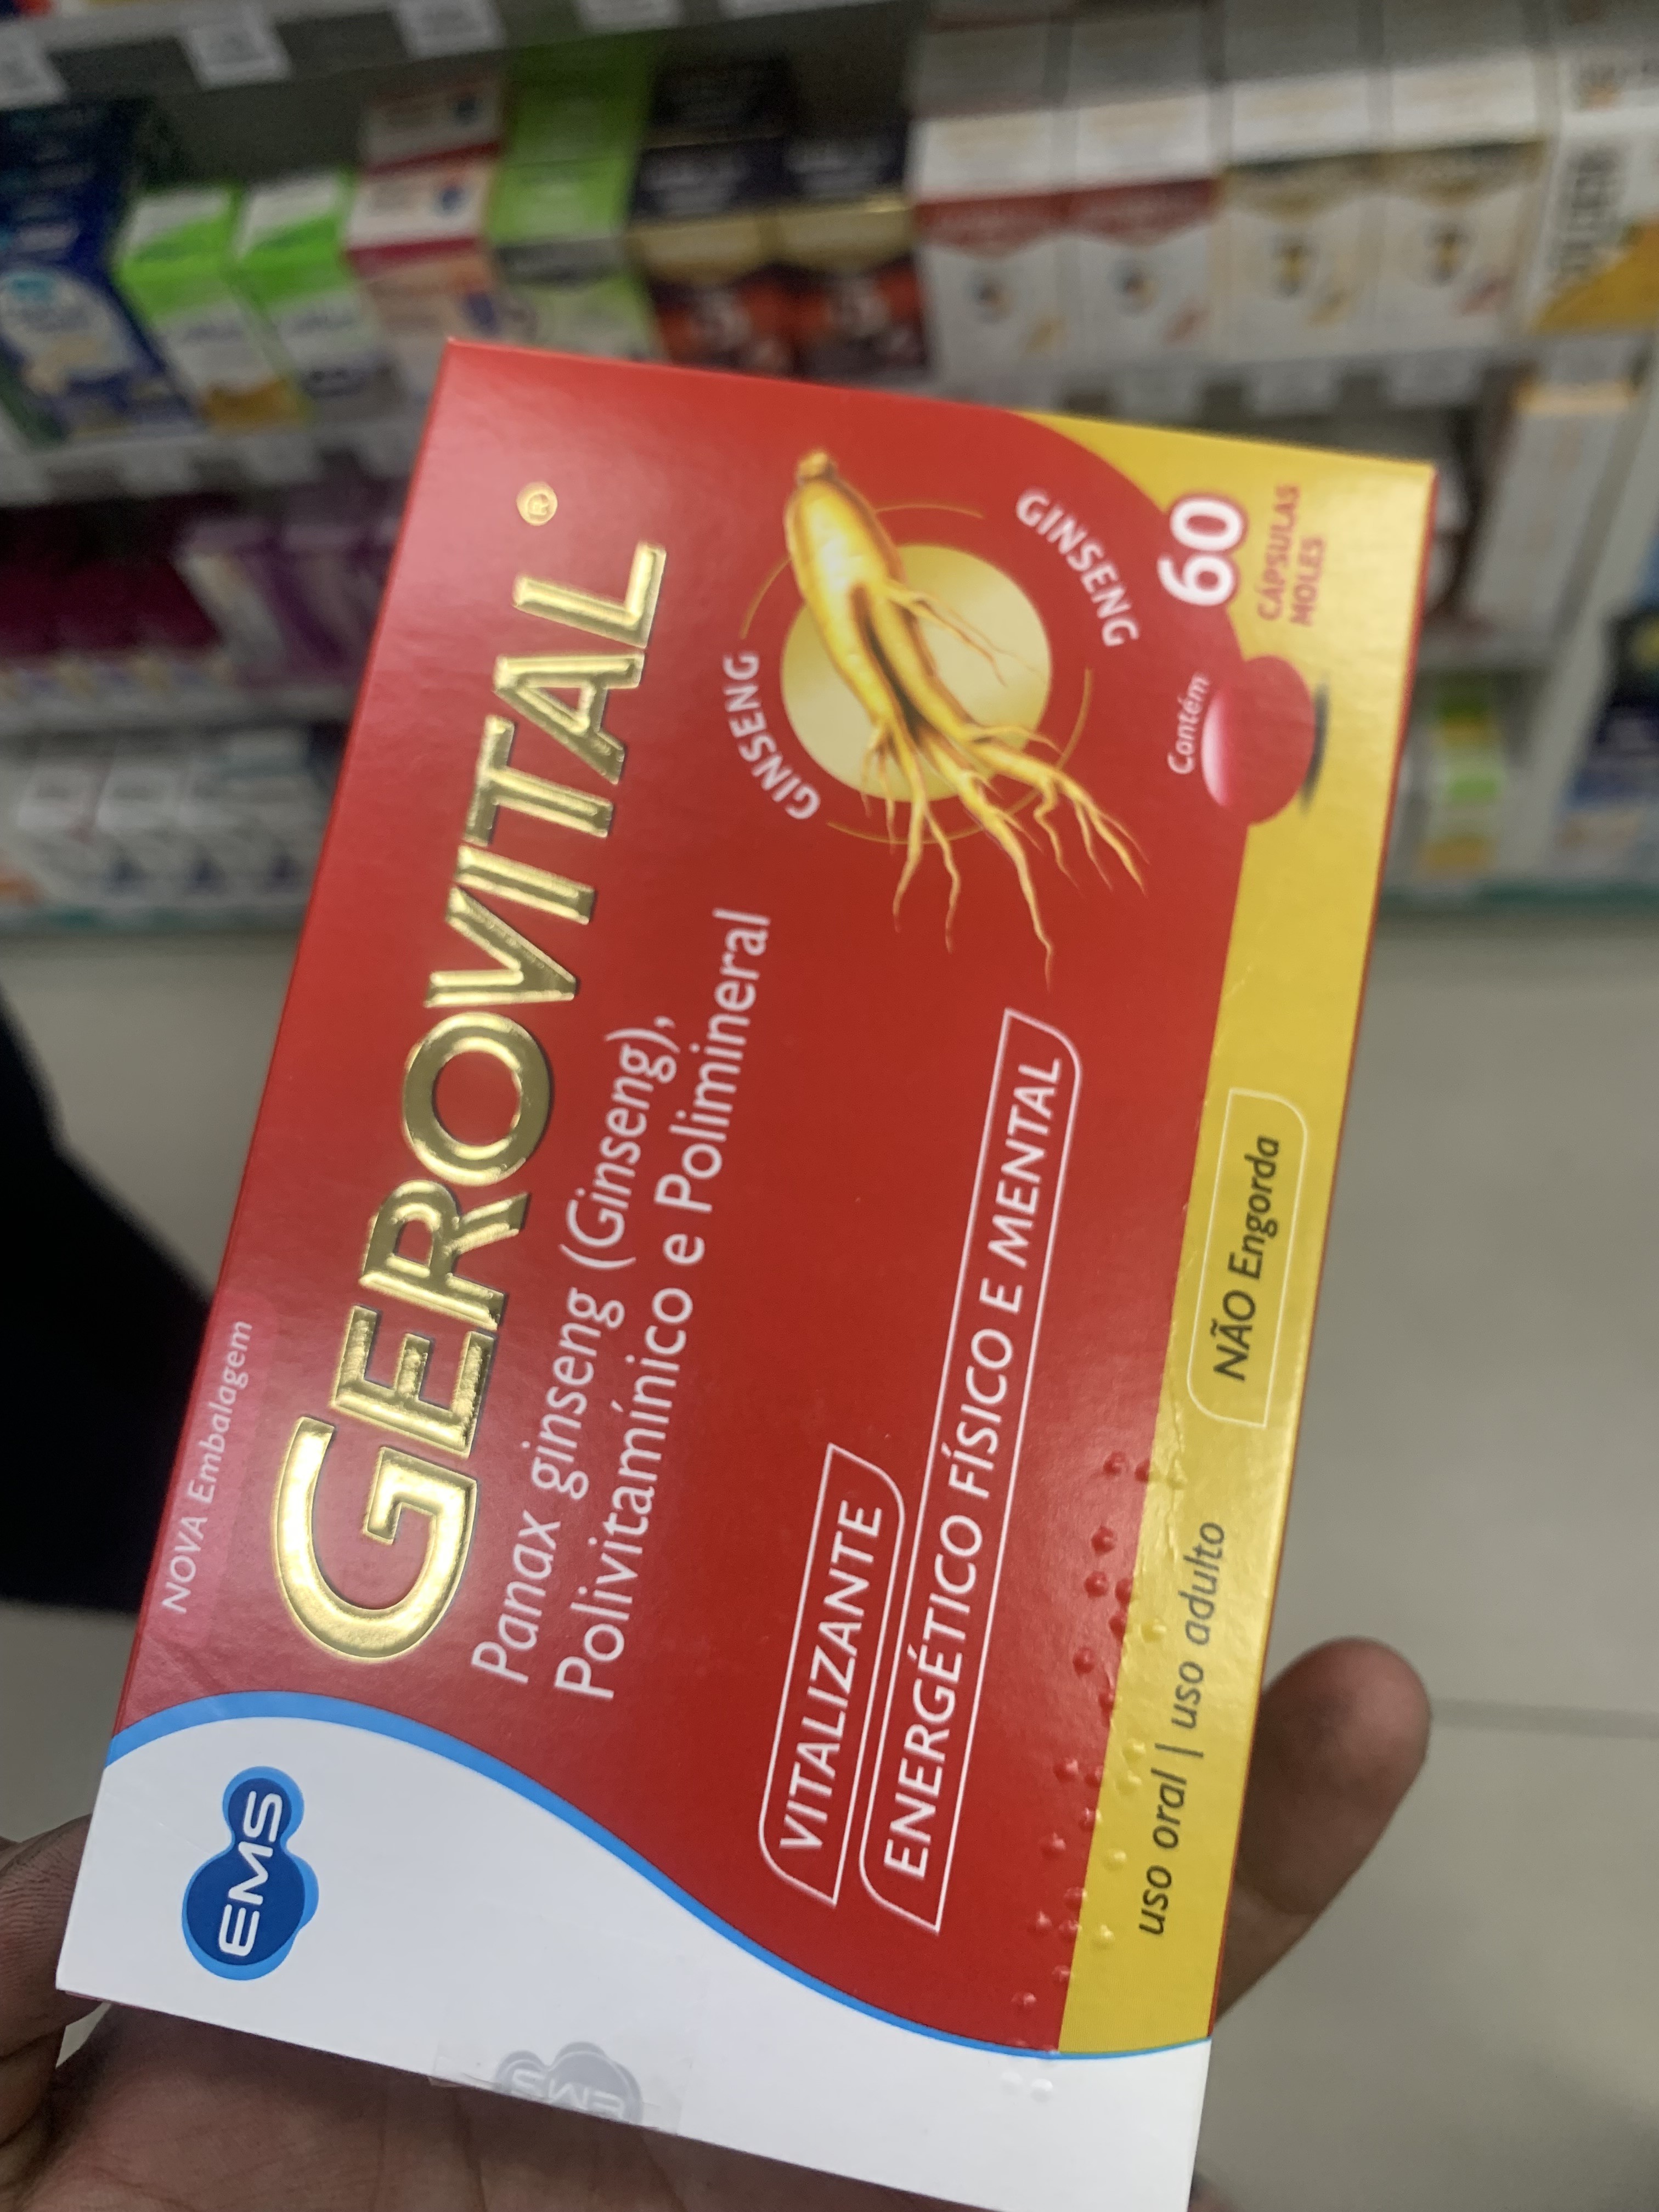 NOVA Embalagem
GEROVITAL®
Panax ginseng (Ginseng),
Polivitamínico e Polimineral
GINSENG
GINSENG
VITALIZANTE
ENERGÉTICO FÍSICO E MENTAL
Contém
60
CÁPSULAS
MOLES
uso oral | uso adulto
NÃO Engorda
EMS
EMS